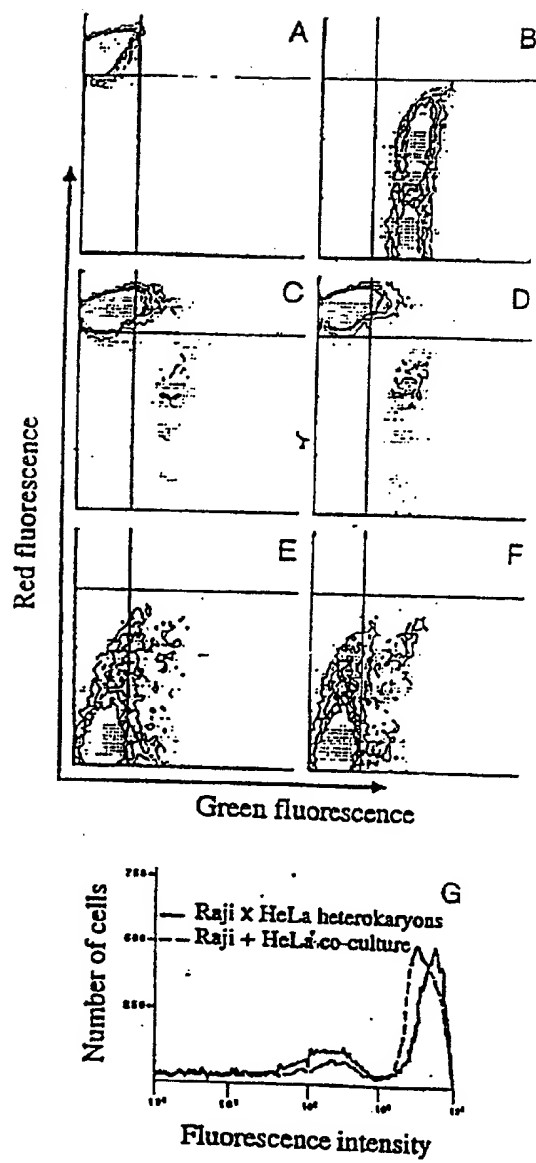 A
B
C
D
E
F
Red fluorescence
Green fluorescence
G
Raji x HeLa heterokaryons
Raji + HeLa co-culture
Number of cells
Fluorescence intensity